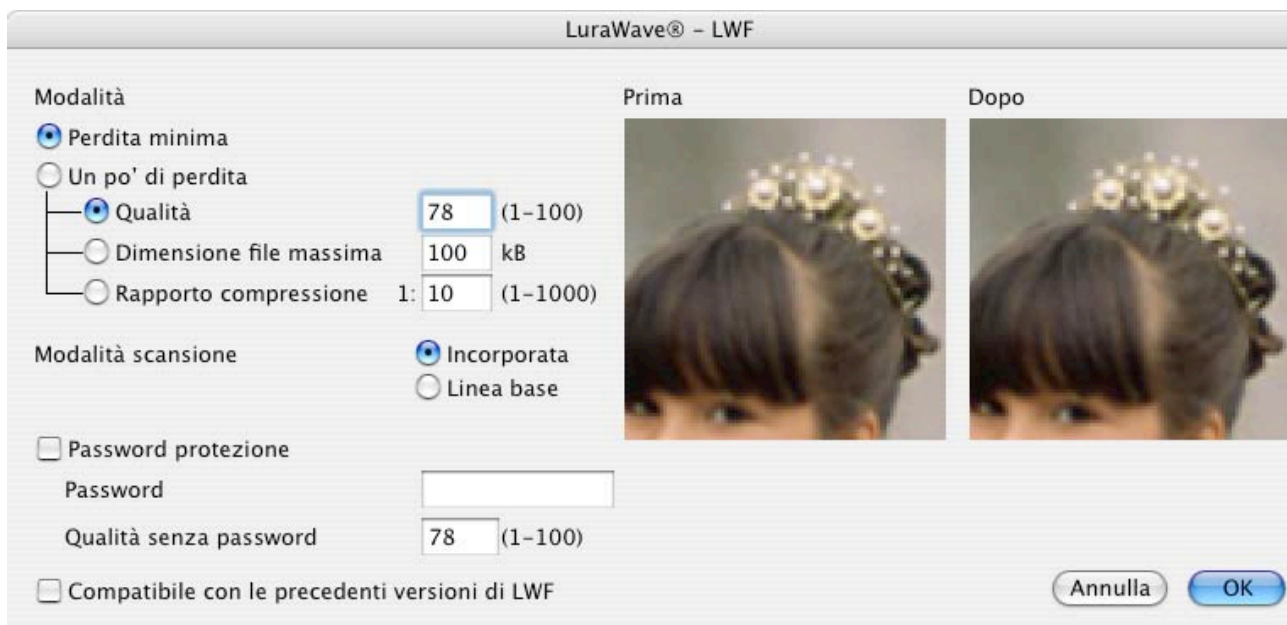 LuraWave® – LWF
Modalità
Perdita minima
Un po' di perdita
Qualità 78 (1–100)
Dimensione file massima 100 kB
Rapporto compressione 1: 10 (1–1000)
Modalità scansione Incorporata
Linea base
Password protezione
Password
Qualità senza password 78 (1–100)
Compatibile con le precedenti versioni di LWF
Prima Dopo
Annulla OK